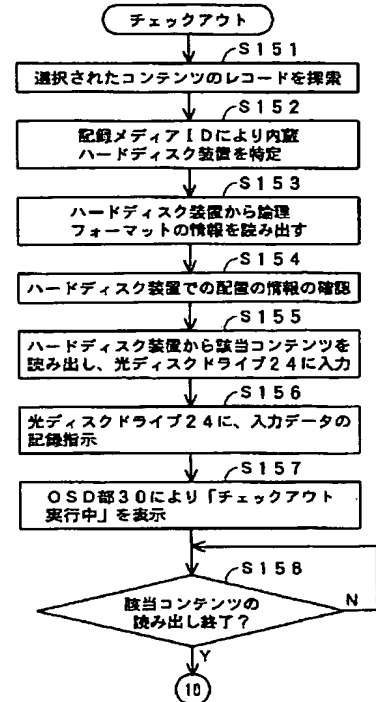 チェックアウト
S151
選択されたコンテンツのレコードを探索
S152
記録メディアIDにより内蔵
ハードディスク装置を特定
S153
ハードディスク装置から論理
フォーマットの情報を読み出す
S154
ハードディスク装置での配置の情報の確認
S155
ハードディスク装置から該当コンテンツを
読み出し、光ディスクドライブ24に入力
S156
光ディスクドライブ24に、入力データの
記録指示
S157
OSD部30により「チェックアウト
実行中」を表示
S158
該当コンテンツの
読み出し終了?
N
Y
10